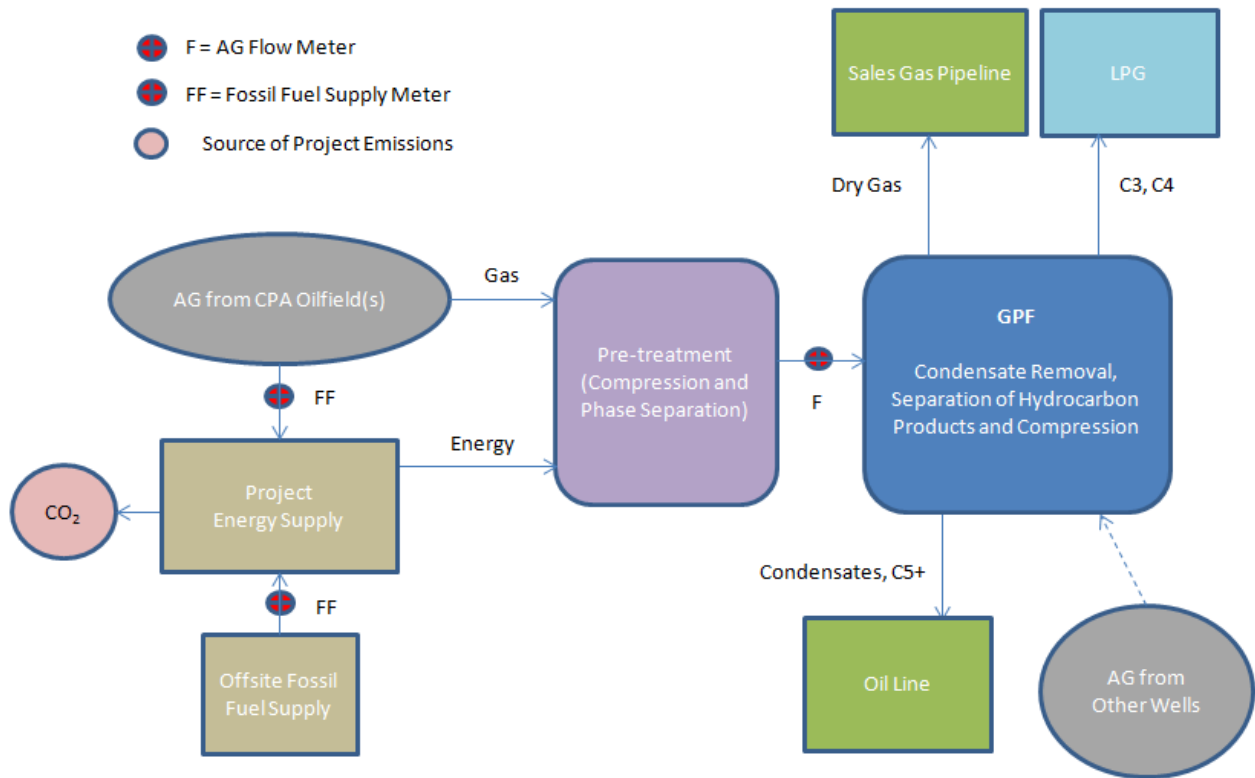 F = AG Flow Meter
FF = Fossil Fuel Supply Meter
Source of Project Emissions
Sales Gas Pipeline
LPG
Dry Gas
C3, C4
AG from CPA Oilfield(s)
Gas
FF
Pre-treatment
(Compression and
Phase Separation)
F
GPF
Condensate Removal,
Separation of Hydrocarbon
Products and Compression
Energy
Project
Energy Supply
CO₂
FF
Offsite Fossil
Fuel Supply
Condensates, C5+
Oil Line
AG from
Other Wells